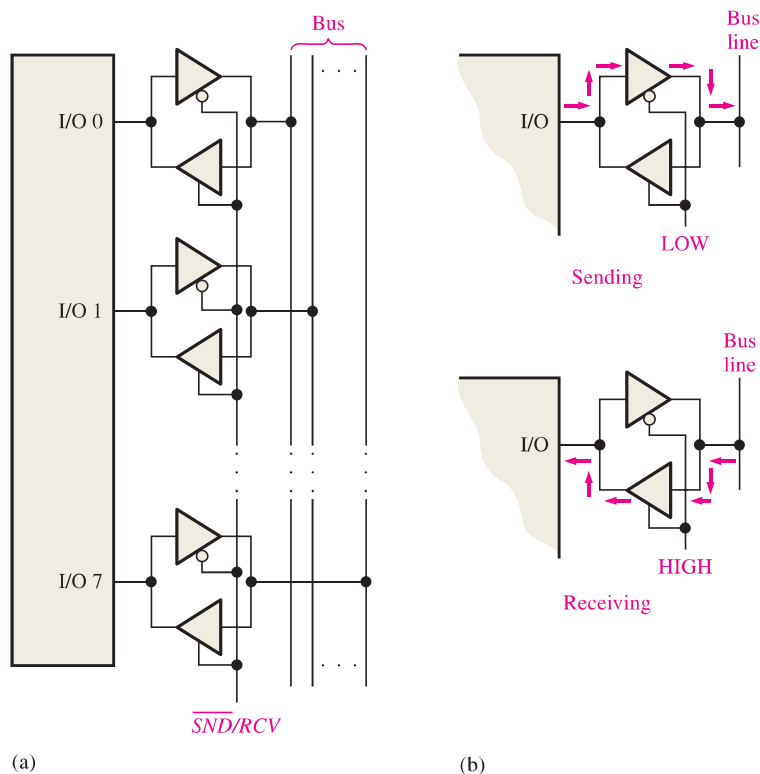 Bus
I/O 0
I/O 1
I/O 7
SND/RCV
(a)
Bus
line
I/O
LOW
Sending
Bus
line
I/O
HIGH
Receiving
(b)